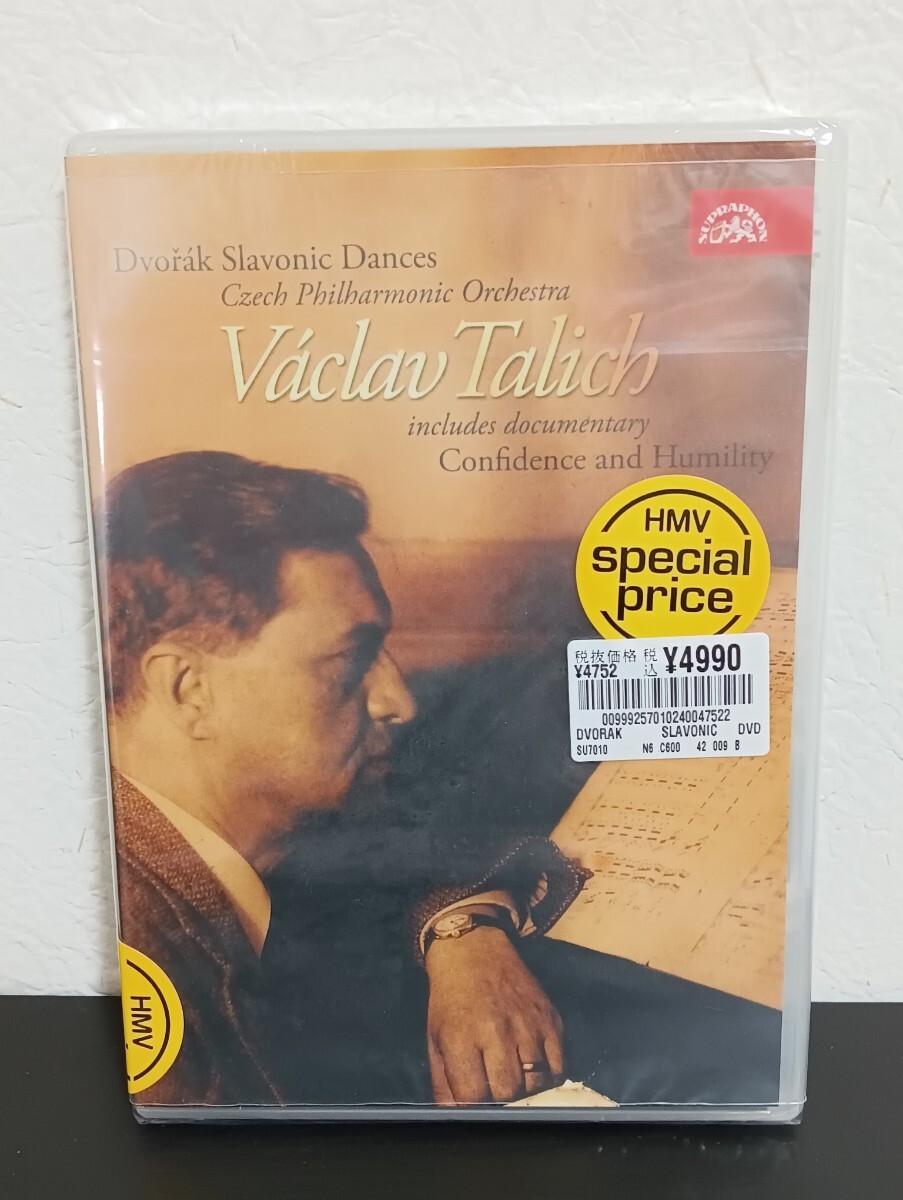 SUPRAPHON
Dvořák Slavonic Dances
Czech Philharmonic Orchestra
Václav Talich
includes documentary
Confidence and Humility
HMV
special
price
税抜価格 税込 ¥4990
¥4752
00999257010240047522
DVORAK SLAVONIC DVD
SU7010 N6 C600 42 009 B
HMV